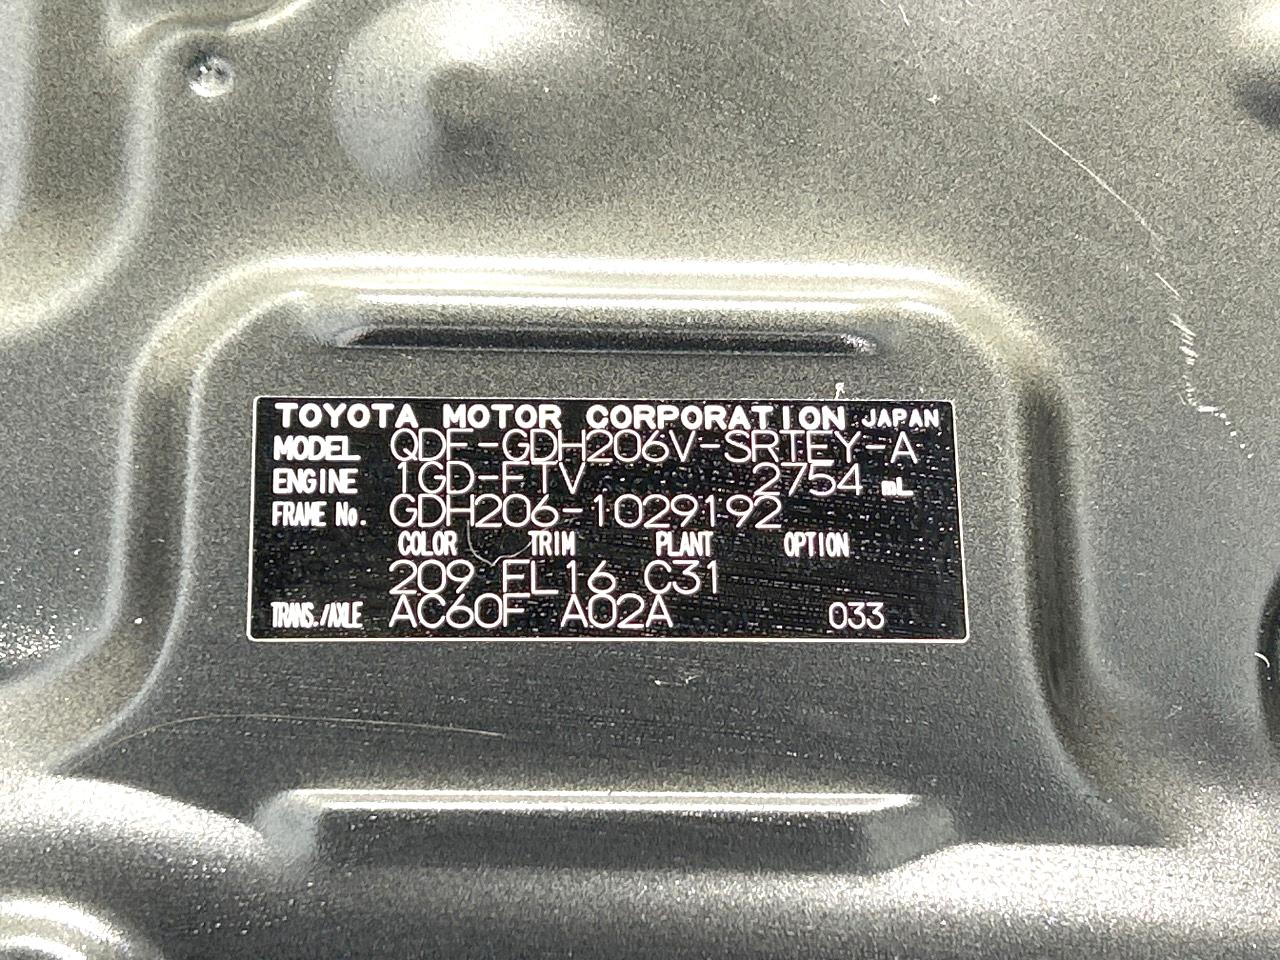 TOYOTA MOTOR CORPORATION JAPAN
MODEL QDF-GDH206V-SRTEY-A
ENGINE 1GD-FTV 2754 mL
FRAME No. GDH206-1029192
COLOR TRIM PLANT OPTION
209 FL16 C31
TRANS./AXLE AC60F A02A 033